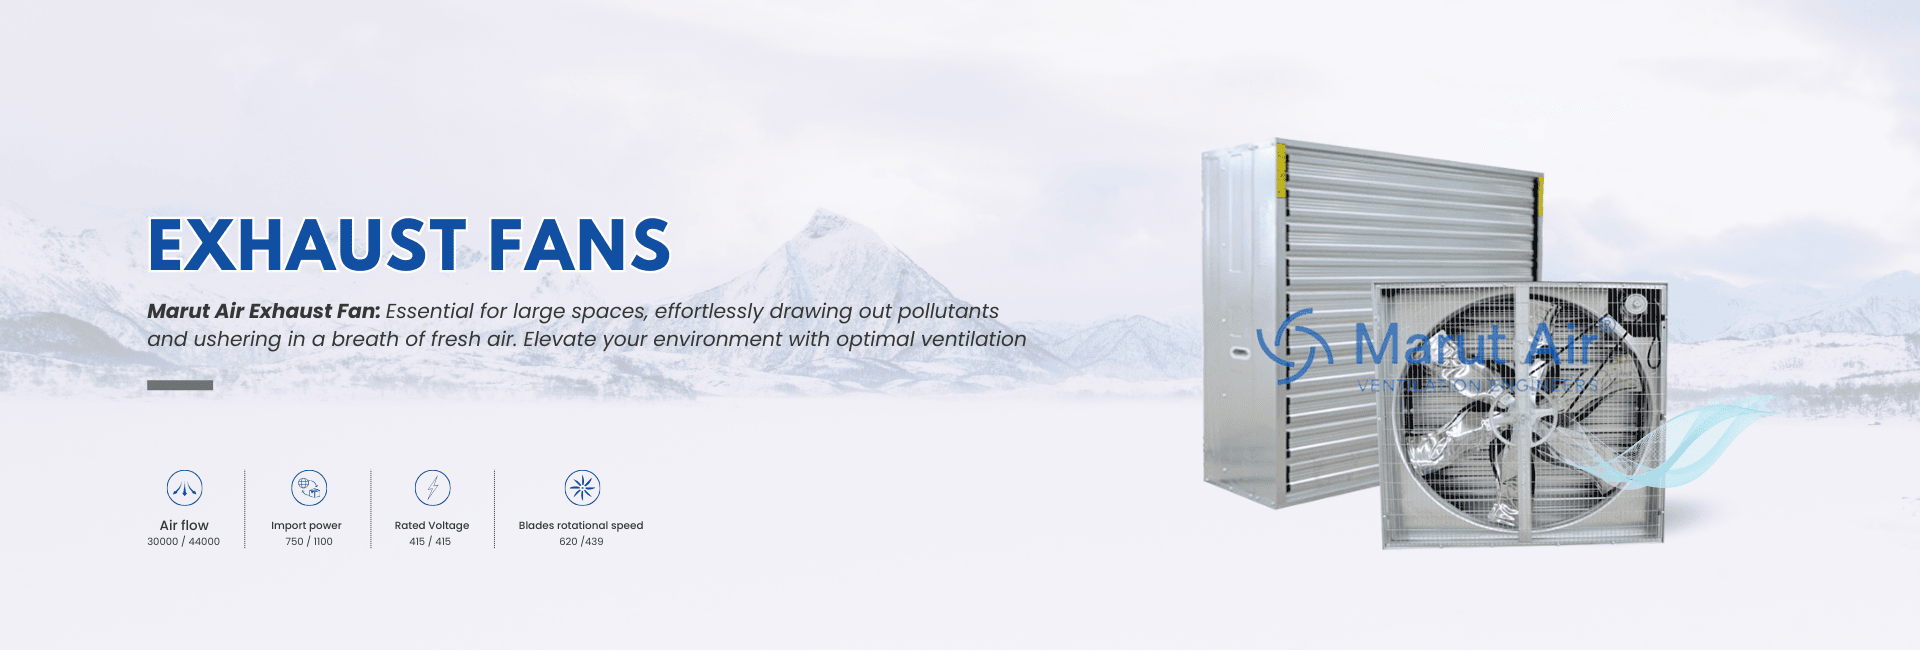 EXHAUST FANS
Marut Air Exhaust Fan: Essential for large spaces, effortlessly drawing out pollutants
and ushering in a breath of fresh air. Elevate your environment with optimal ventilation
Air flow
30000 / 44000
Import power
750 / 1100
Rated Voltage
415 / 415
Blades rotational speed
620 /439
Marut Air®
VENTILATION ENGINEERS